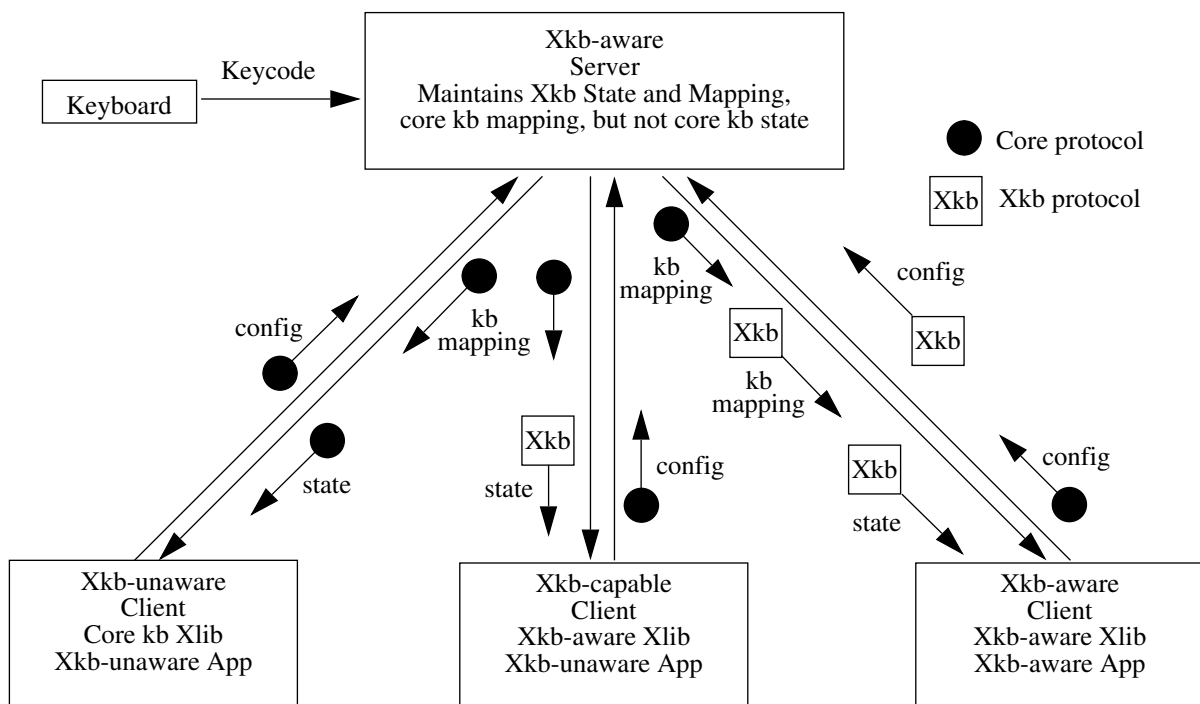 Xkb-aware
Server
Maintains Xkb State and Mapping,
core kb mapping, but not core kb state
Keycode
Keyboard
Core protocol
Xkb
Xkb protocol
kb
mapping
config
kb
mapping
config
Xkb
kb
mapping
Xkb
state
Xkb
state
config
Xkb
state
config
Xkb-unaware
Client
Core kb Xlib
Xkb-unaware App
Xkb-capable
Client
Xkb-aware Xlib
Xkb-unaware App
Xkb-aware
Client
Xkb-aware Xlib
Xkb-aware App